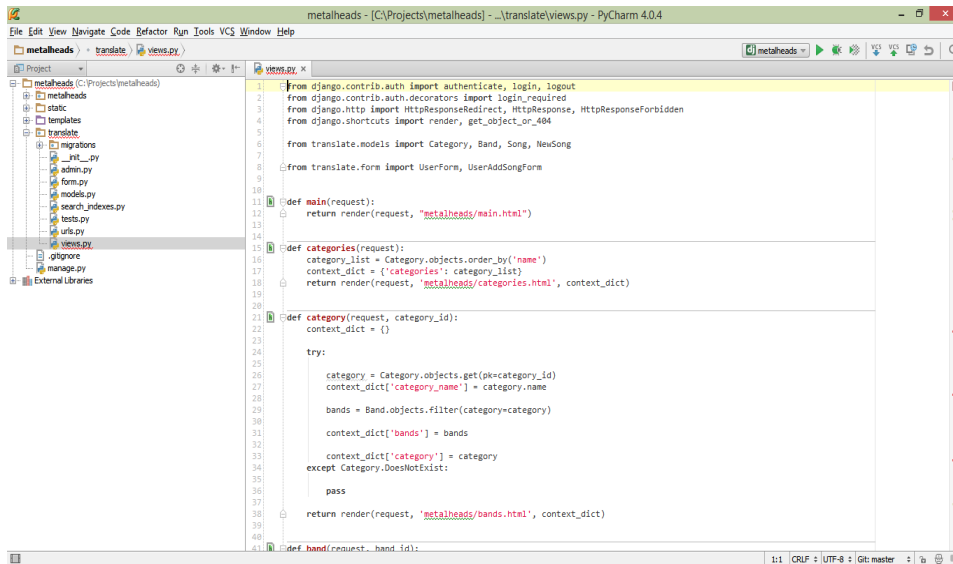 metalheads - [C:\Projects\metalheads] - ...\translate\views.py - PyCharm 4.0.4
File Edit View Navigate Code Refactor Run Tools VCS Window Help
metalheads translate views.py
metalheads
VCS VCS
Project
views.py ×
metalheads (C:\Projects\metalheads)
metalheads
static
templates
translate
migrations
__init__.py
admin.py
form.py
models.py
search_indexes.py
tests.py
urls.py
views.py
.gitignore
manage.py
External Libraries
1 from django.contrib.auth import authenticate, login, logout
2 from django.contrib.auth.decorators import login_required
3 from django.http import HttpResponseRedirect, HttpResponse, HttpResponseForbidden
4 from django.shortcuts import render, get_object_or_404
5
6 from translate.models import Category, Band, Song, NewSong
7
8 from translate.form import UserForm, UserAddSongForm
9
10
11 def main(request):
12 return render(request, "metalheads/main.html")
13
14
15 def categories(request):
16 category_list = Category.objects.order_by('name')
17 context_dict = {'categories': category_list}
18 return render(request, 'metalheads/categories.html', context_dict)
19
20
21 def category(request, category_id):
22 context_dict = {}
23
24 try:
25
26 category = Category.objects.get(pk=category_id)
27 context_dict['category_name'] = category.name
28
29 bands = Band.objects.filter(category=category)
30
31 context_dict['bands'] = bands
32
33 context_dict['category'] = category
34 except Category.DoesNotExist:
35
36 pass
37
38 return render(request, 'metalheads/bands.html', context_dict)
39
40
41 def band(request, band_id):
1:1 CRLF UTF-8 Git: master